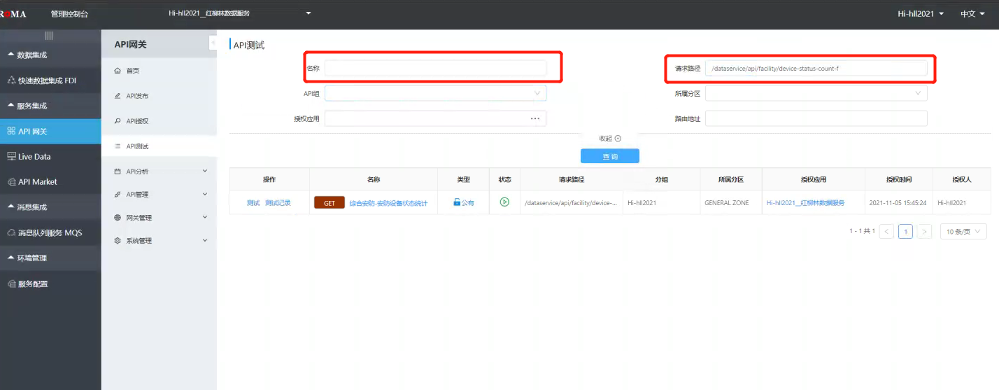 ROMA 管理控制台 Hi-hll2021__红柳林数据服务 Hi-hll2021 中文
数据集成
快速数据集成 FDI
服务集成
API 网关
Live Data
API Market
消息集成
消息队列服务 MQS
环境管理
服务配置
API网关
首页
API发布
API授权
API测试
API分析
API管理
网关管理
系统管理
API测试
名称 请求路径 /dataservice/api/facility/device-status-count-f
API组 所属分区
授权应用 ... 路由地址
收起
查 询
操作 名称 类型 状态 请求路径 分组 所属分区 授权应用 授权时间 授权人
测试 测试记录 GET 综合安防-安防设备状态统计 公有 /dataservice/api/facility/device-... Hi-hll2021 GENERAL ZONE Hi-hll2021__红柳林数据服务 2021-11-05 15:45:24 Hi-hll2021
1 - 1 共 1 < 1 > 10 条/页